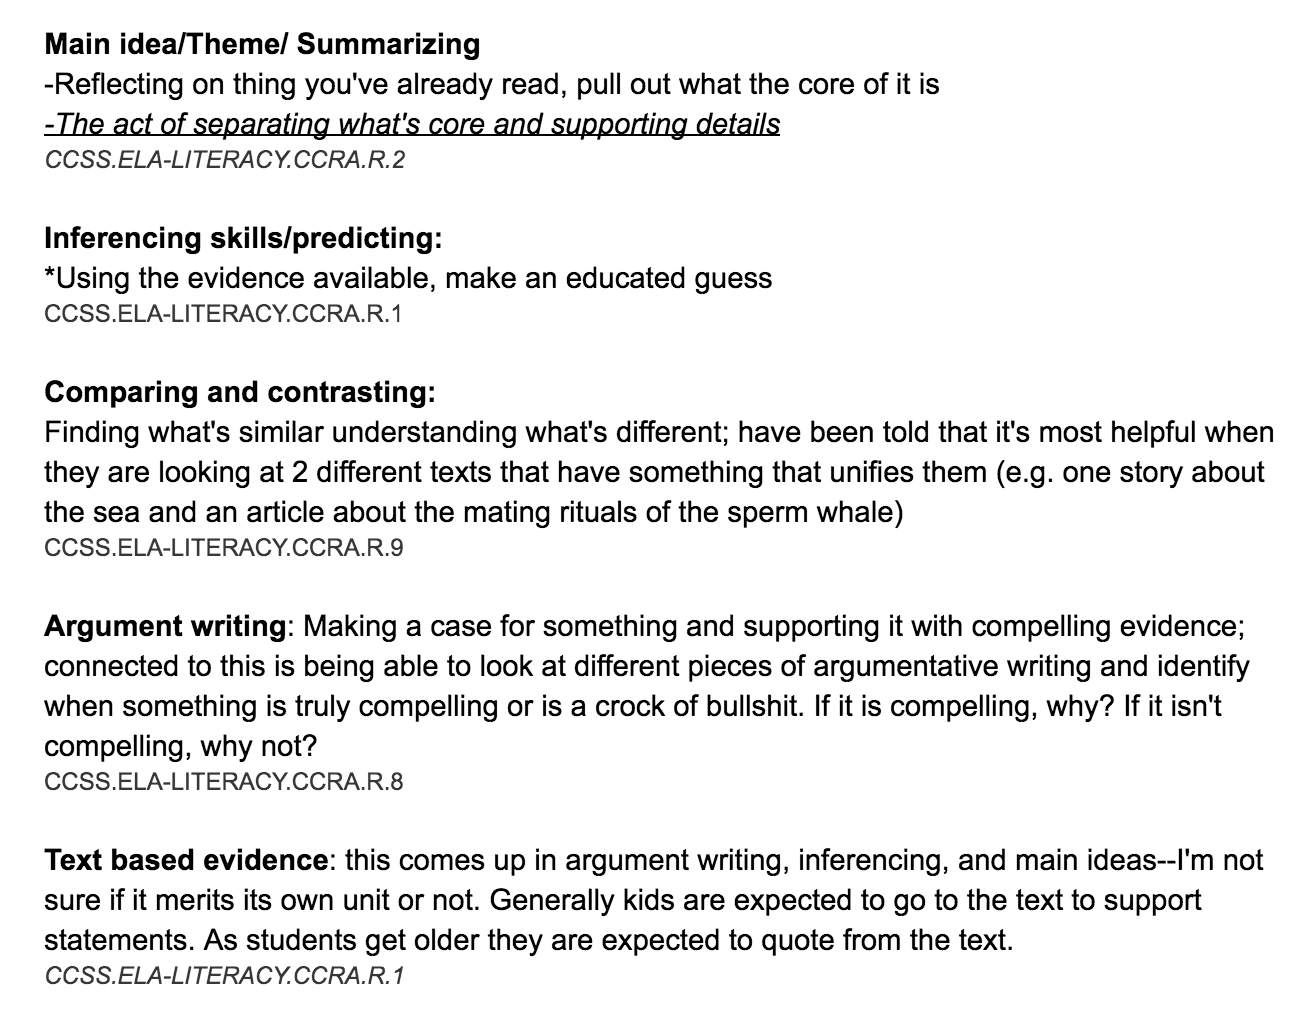 Main idea/Theme/ Summarizing
-Reflecting on thing you've already read, pull out what the core of it is
-The act of separating what's core and supporting details
CCSS.ELA-LITERACY.CCRA.R.2
Inferencing skills/predicting:
*Using the evidence available, make an educated guess
CCSS.ELA-LITERACY.CCRA.R.1
Comparing and contrasting:
Finding what's similar understanding what's different; have been told that it's most helpful when
they are looking at 2 different texts that have something that unifies them (e.g. one story about
the sea and an article about the mating rituals of the sperm whale)
CCSS.ELA-LITERACY.CCRA.R.9
Argument writing: Making a case for something and supporting it with compelling evidence;
connected to this is being able to look at different pieces of argumentative writing and identify
when something is truly compelling or is a crock of bullshit. If it is compelling, why? If it isn't
compelling, why not?
CCSS.ELA-LITERACY.CCRA.R.8
Text based evidence: this comes up in argument writing, inferencing, and main ideas--I'm not
sure if it merits its own unit or not. Generally kids are expected to go to the text to support
statements. As students get older they are expected to quote from the text.
CCSS.ELA-LITERACY.CCRA.R.1